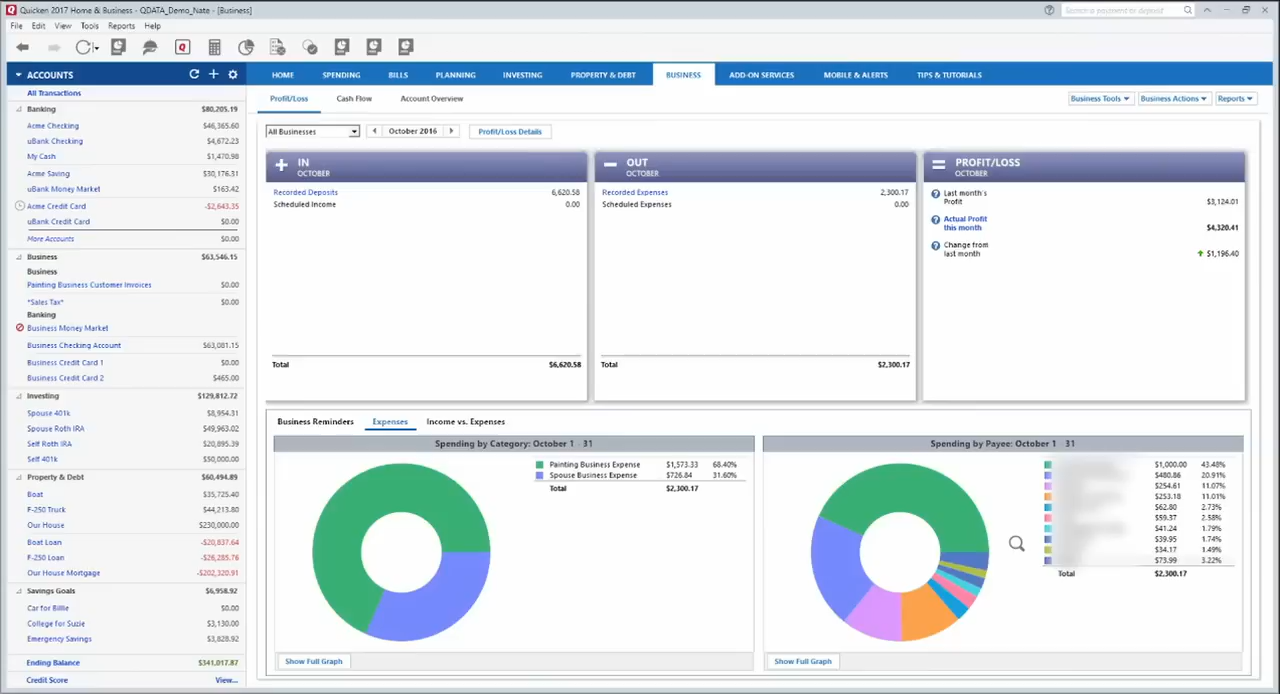 Quicken 2017 Home & Business - QDATA_Demo_Nate - [Business]
Search a payment or deposit
File Edit View Tools Reports Help
ACCOUNTS
HOME SPENDING BILLS PLANNING INVESTING PROPERTY & DEBT BUSINESS ADD-ON SERVICES MOBILE & ALERTS TIPS & TUTORIALS
All Transactions
Banking $80,205.19
Acme Checking $46,365.60
uBank Checking $4,672.23
My Cash $1,470.98
Acme Saving $30,176.31
uBank Money Market $163.42
Acme Credit Card -$2,643.35
uBank Credit Card $0.00
More Accounts $0.00
Business $63,546.15
Business
Painting Business Customer Invoices $0.00
*Sales Tax* $0.00
Banking
Business Money Market
Business Checking Account $63,081.15
Business Credit Card 1 $0.00
Business Credit Card 2 $465.00
Investing $129,812.72
Spouse 401k $8,954.31
Spouse Roth IRA $49,963.02
Self Roth IRA $20,895.39
Self 401k $50,000.00
Property & Debt $60,494.89
Boat $35,725.40
F-250 Truck $44,213.80
Our House $230,000.00
Boat Loan -$20,837.64
F-250 Loan -$26,285.76
Our House Mortgage -$202,320.91
Savings Goals $6,958.92
Car for Billie $0.00
College for Suzie $3,130.00
Emergency Savings $3,828.92
Ending Balance $341,017.87
Credit Score View...
Profit/Loss Cash Flow Account Overview
Business Tools Business Actions Reports
All Businesses October 2016 Profit/Loss Details
IN
OCTOBER
Recorded Deposits 6,620.58
Scheduled Income 0.00
Total $6,620.58
OUT
OCTOBER
Recorded Expenses 2,300.17
Scheduled Expenses 0.00
Total $2,300.17
PROFIT/LOSS
OCTOBER
Last month's
Profit $3,124.01
Actual Profit
this month $4,320.41
Change from
last month $1,196.40
Business Reminders Expenses Income vs. Expenses
Spending by Category: October 1 - 31
Painting Business Expense $1,573.33 68.40%
Spouse Business Expense $726.84 31.60%
Total $2,300.17
Show Full Graph
Spending by Payee: October 1 31
$1,000.00 43.48%
$480.86 20.91%
$254.61 11.07%
$253.18 11.01%
$62.80 2.73%
$59.37 2.58%
$41.24 1.79%
$39.95 1.74%
$34.17 1.49%
$73.99 3.22%
Total $2,300.17
Show Full Graph